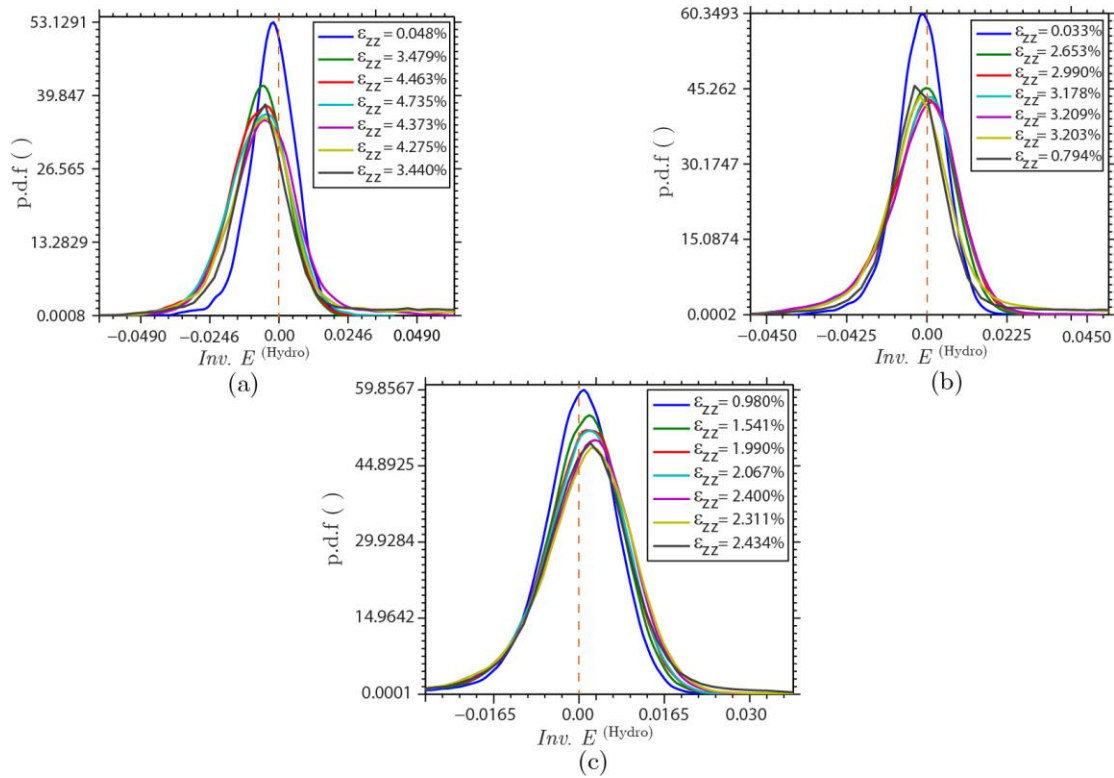 53.1291
39.847
26.565
13.2829
0.0008
p.d.f ( )
εzz= 0.048%
εzz= 3.479%
εzz= 4.463%
εzz= 4.735%
εzz= 4.373%
εzz= 4.275%
εzz= 3.440%
−0.0490 −0.0246 0.00 0.0246 0.0490
Inv. E (Hydro)
(a)
60.3493
45.262
30.1747
15.0874
0.0002
p.d.f ( )
εzz= 0.033%
εzz= 2.653%
εzz= 2.990%
εzz= 3.178%
εzz= 3.209%
εzz= 3.203%
εzz= 0.794%
−0.0450 −0.0425 0.00 0.0225 0.0450
Inv. E (Hydro)
(b)
59.8567
44.8925
29.9284
14.9642
0.0001
p.d.f ( )
εzz= 0.980%
εzz= 1.541%
εzz= 1.990%
εzz= 2.067%
εzz= 2.400%
εzz= 2.311%
εzz= 2.434%
−0.0165 0.00 0.0165 0.030
Inv. E (Hydro)
(c)